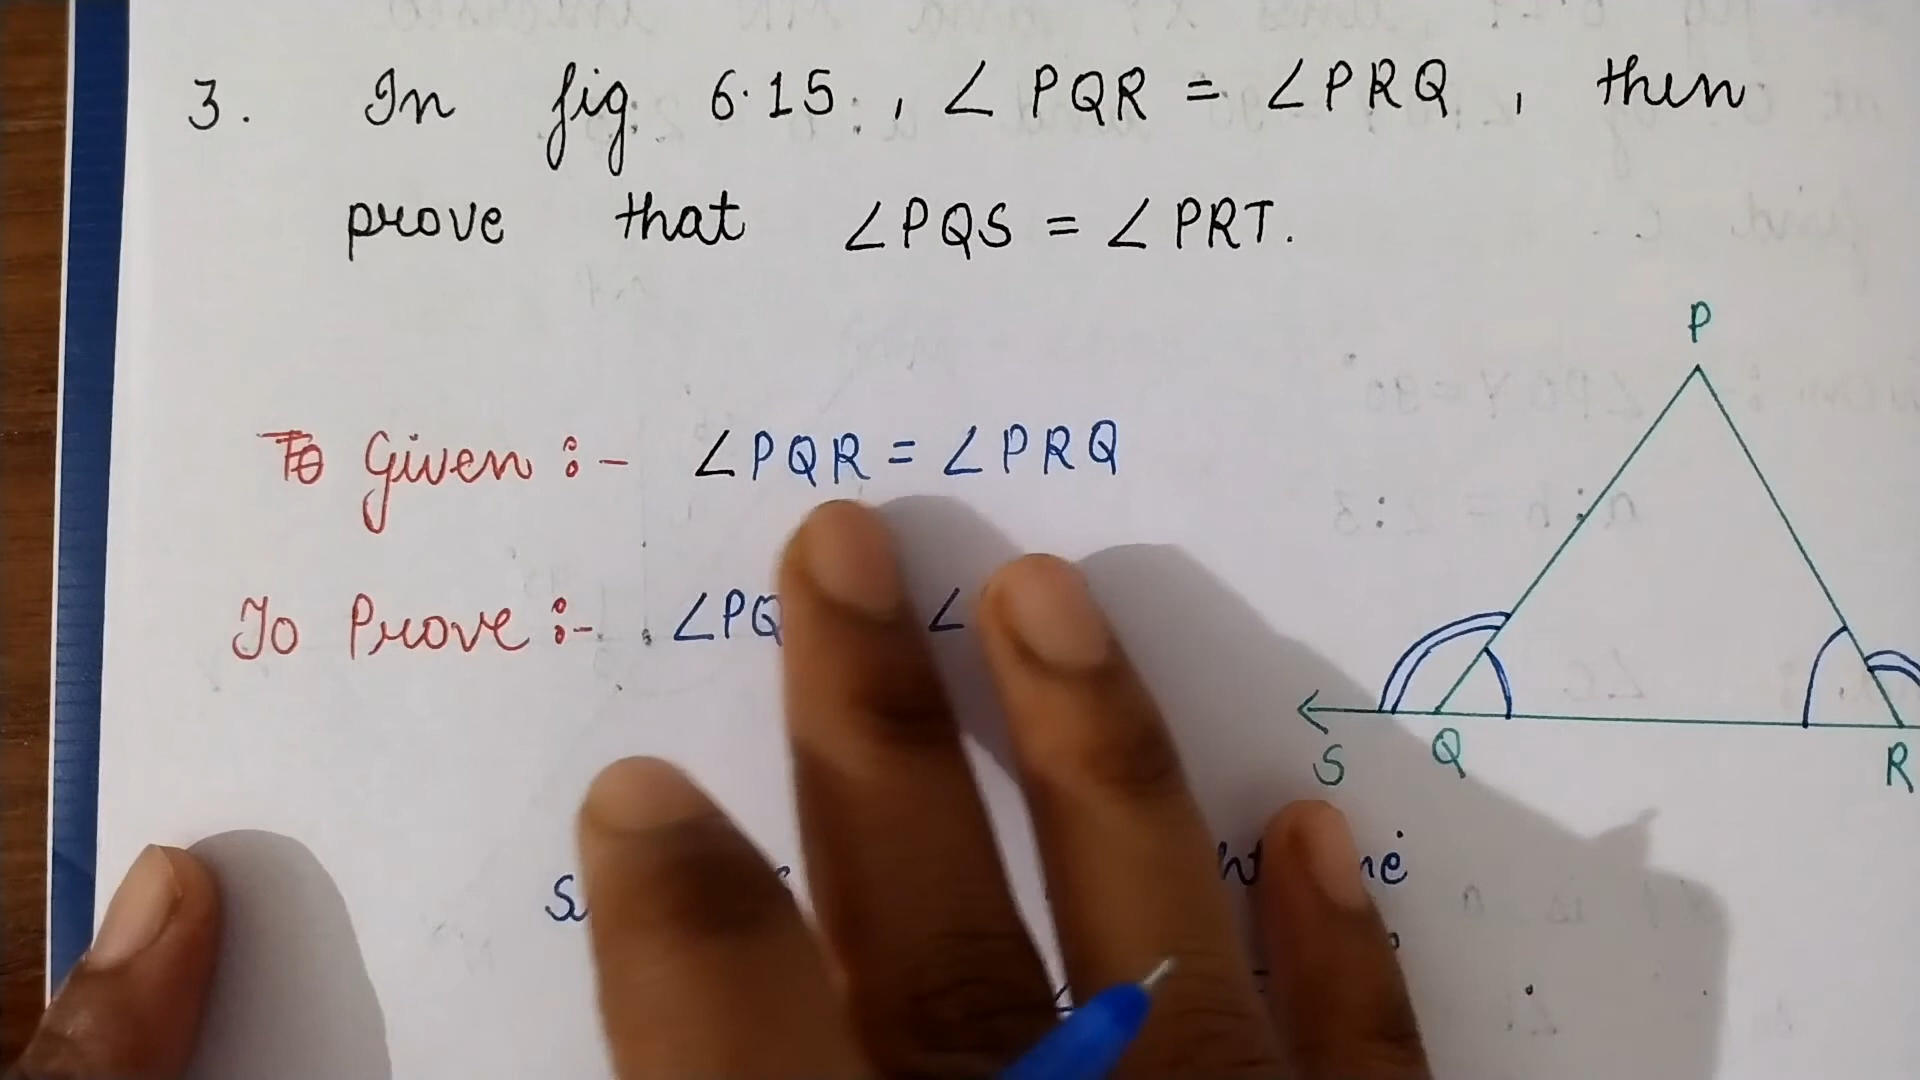 3. In fig. 6.15, ∠PQR = ∠PRQ, then
prove that ∠PQS = ∠PRT.
P
Given :- ∠PQR = ∠PRQ
To Prove :- ∠PQ ∠
S Q R